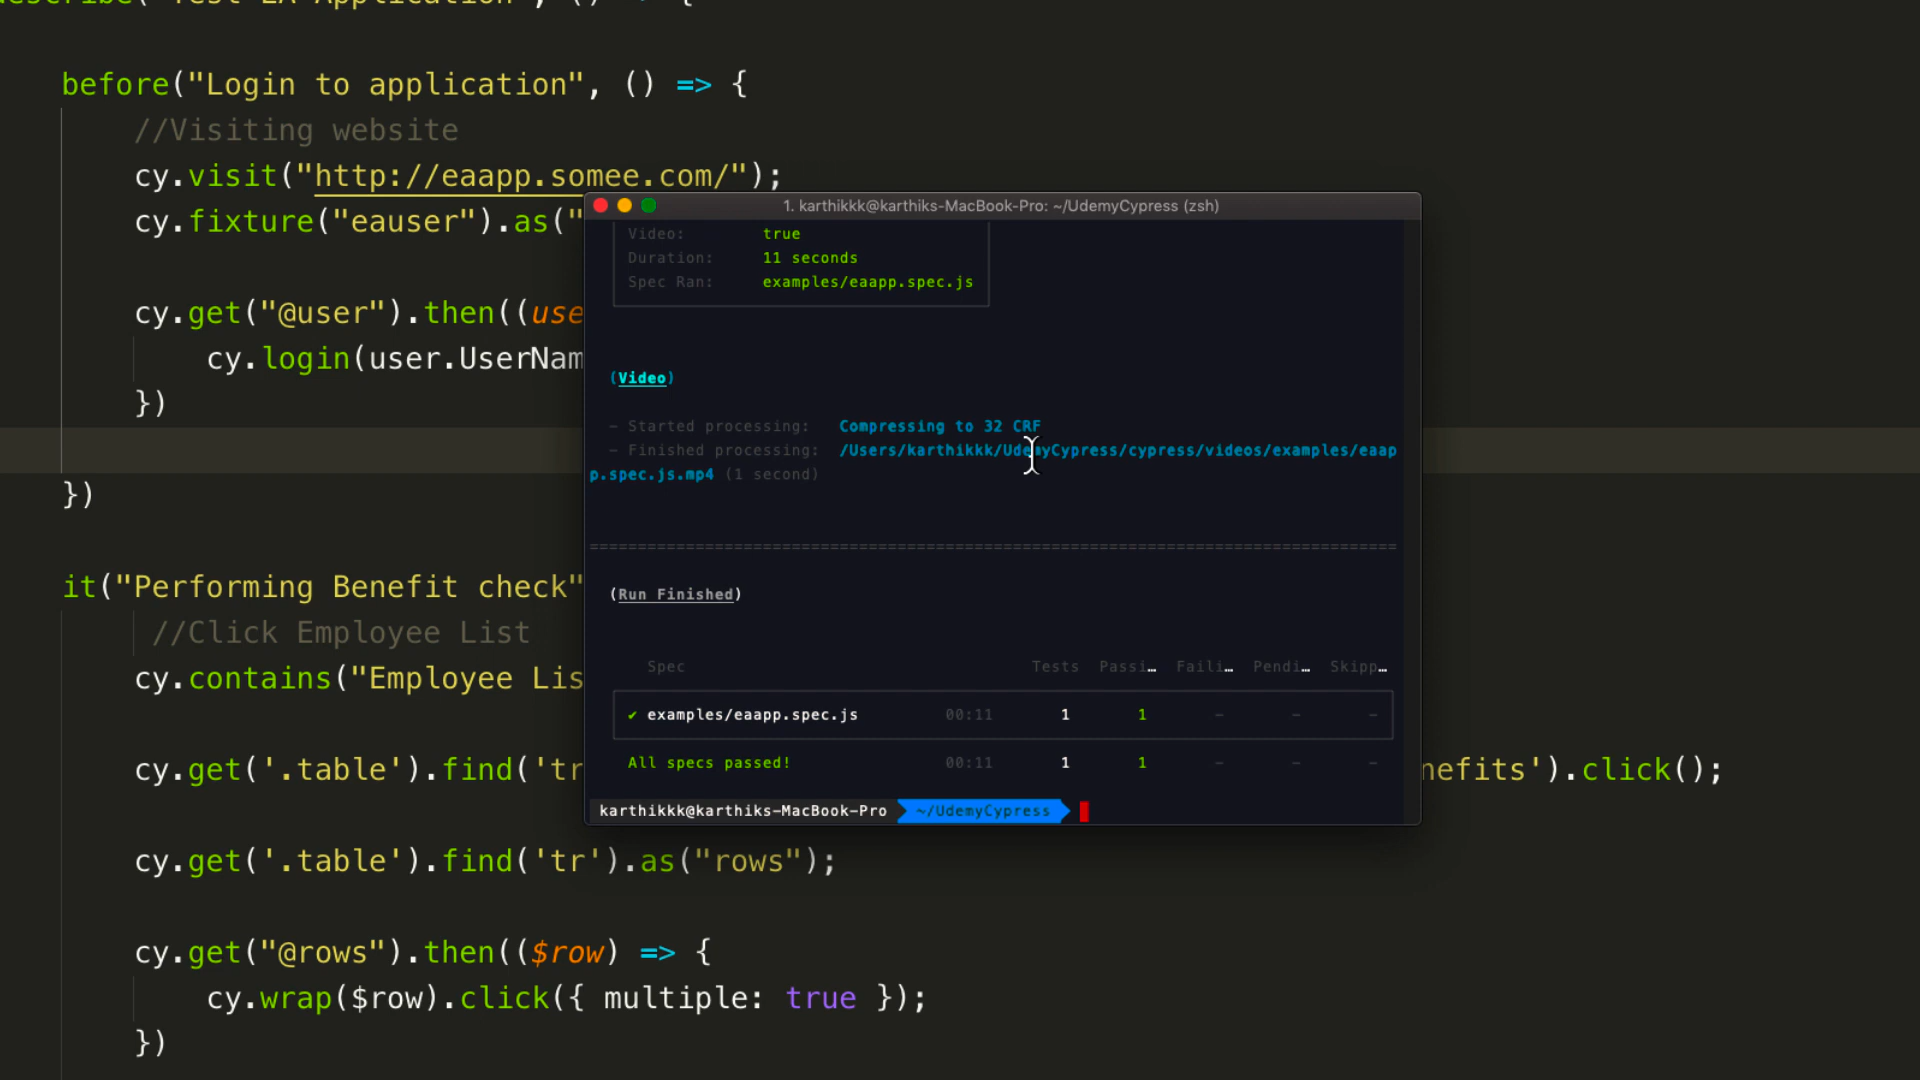 before("Login to application", () => {
//Visiting website
cy.visit("http://eaapp.somee.com/");
cy.fixture("eauser").as("
cy.get("@user").then((use
cy.login(user.UserNam
})
})
it("Performing Benefit check"
//Click Employee List
cy.contains("Employee Lis
cy.get('.table').find('tr
nefits').click();
cy.get('.table').find('tr').as("rows");
cy.get("@rows").then(($row) => {
cy.wrap($row).click({ multiple: true });
})
1. karthikkk@karthiks-MacBook-Pro: ~/UdemyCypress (zsh)
Video: true
Duration: 11 seconds
Spec Ran: examples/eaapp.spec.js
(Video)
- Started processing: Compressing to 32 CRF
- Finished processing: /Users/karthikkk/UdemyCypress/cypress/videos/examples/eaap
p.spec.js.mp4 (1 second)
================================================================================
(Run Finished)
Spec Tests Passi… Faili… Pendi… Skipp…
✔ examples/eaapp.spec.js 00:11 1 1 - - -
All specs passed! 00:11 1 1 - - -
karthikkk@karthiks-MacBook-Pro ~/UdemyCypress